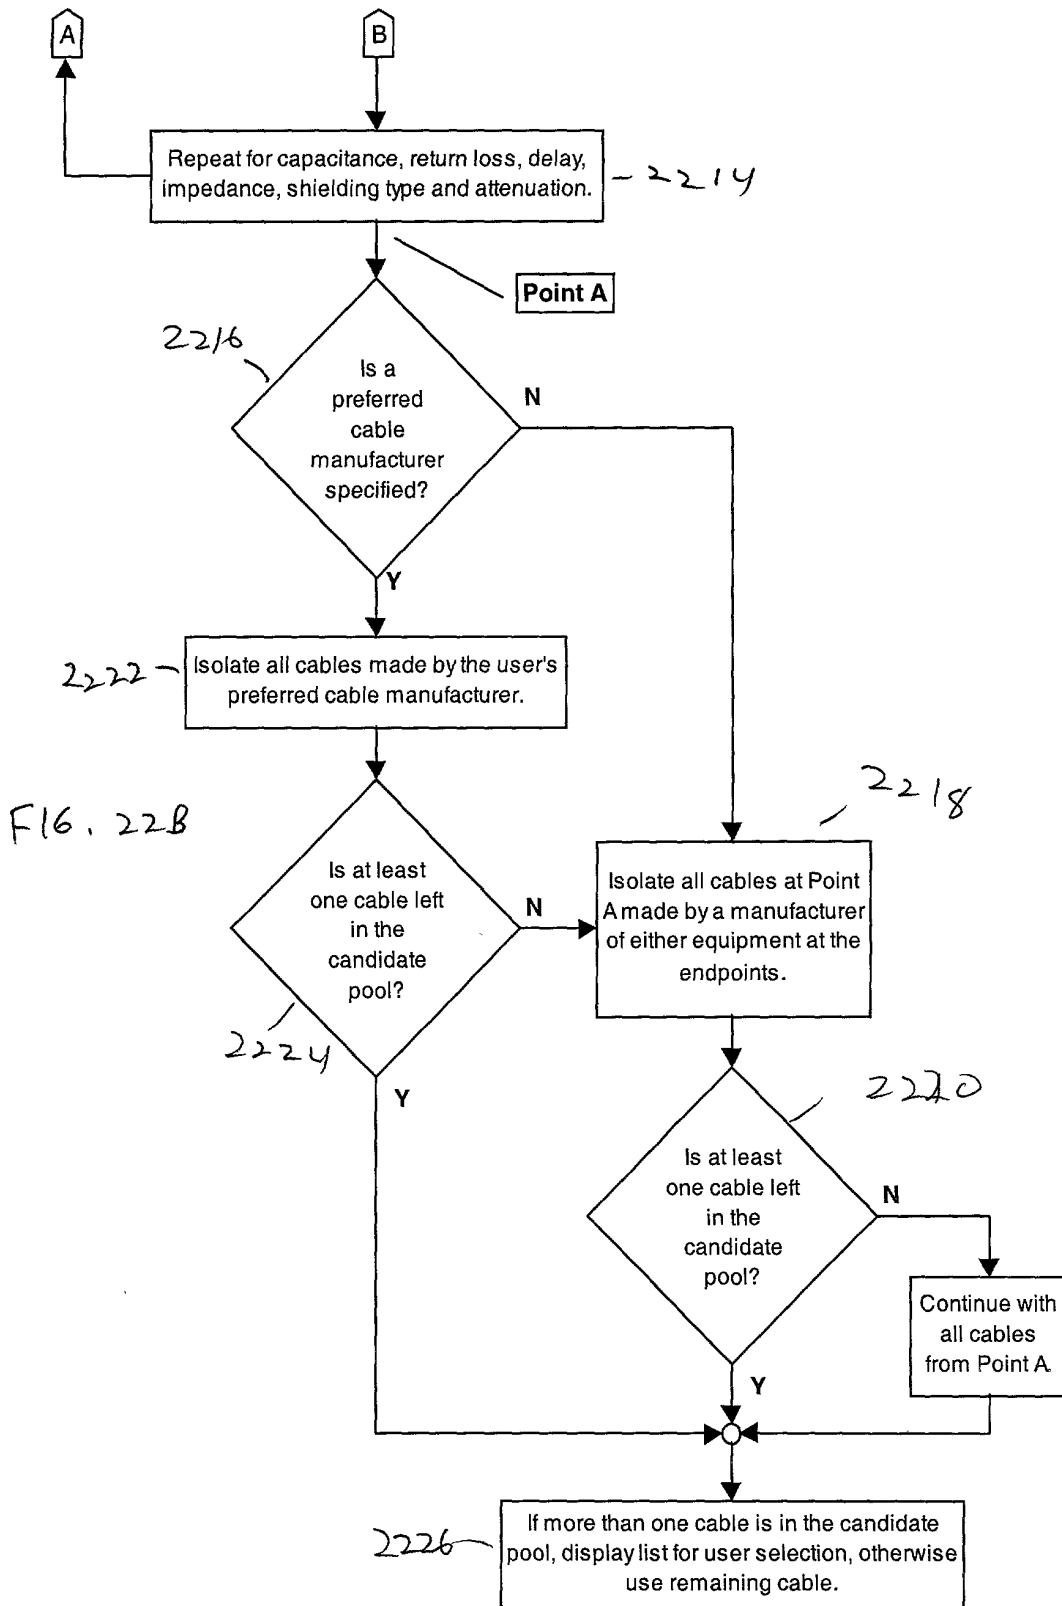 A
B
Repeat for capacitance, return loss, delay,
impedance, shielding type and attenuation.
2214
Point A
2216
Is a
preferred
cable
manufacturer
specified?
N
Y
2222
Isolate all cables made by the user's
preferred cable manufacturer.
FIG. 22B
2218
Is at least
one cable left
in the
candidate
pool?
N
Isolate all cables at Point
A made by a manufacturer
of either equipment at the
endpoints.
2224
Y
2220
Is at least
one cable left
in the
candidate
pool?
N
Continue with
all cables
from Point A.
Y
2226
If more than one cable is in the candidate
pool, display list for user selection, otherwise
use remaining cable.